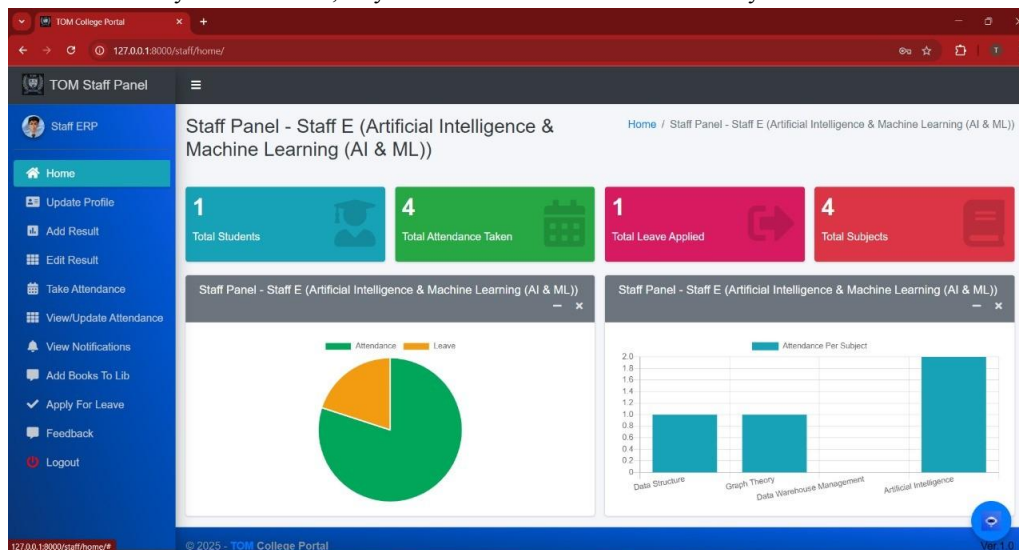 TOM College Portal
127.0.0.1:8000/staff/home/
T
TOM Staff Panel
Staff ERP
Home
Update Profile
Add Result
Edit Result
Take Attendance
View/Update Attendance
View Notifications
Add Books To Lib
Apply For Leave
Feedback
Logout
127.0.0.1:8000/staff/home/#
Staff Panel - Staff E (Artificial Intelligence &
Machine Learning (AI & ML))
Home / Staff Panel - Staff E (Artificial Intelligence & Machine Learning (AI & ML))
1
Total Students
4
Total Attendance Taken
1
Total Leave Applied
4
Total Subjects
Staff Panel - Staff E (Artificial Intelligence & Machine Learning (AI & ML))
Attendance Leave
Staff Panel - Staff E (Artificial Intelligence & Machine Learning (AI & ML))
Attendance Per Subject
2.0
1.8
1.6
1.4
1.2
1.0
0.8
0.6
0.4
0.2
0
Data Structure
Graph Theory
Data Warehouse Management
Artificial Intelligence
© 2025 - TOM College Portal
Ver 1.0